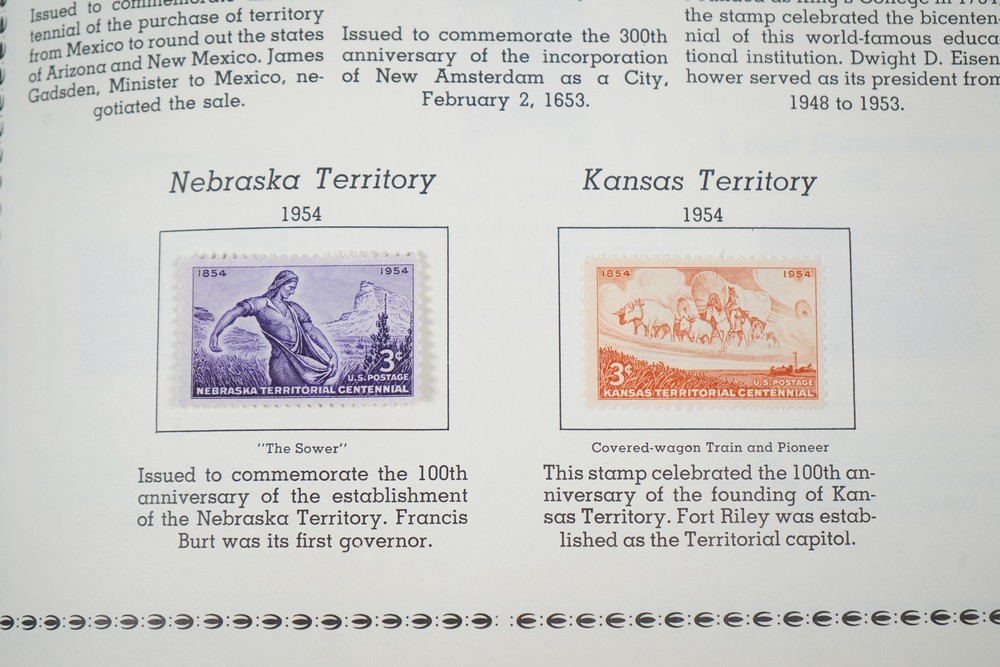 Issued to commemorate
tennial of the purchase of territory
from Mexico to round out the states
of Arizona and New Mexico. James
Gadsden, Minister to Mexico, ne-
gotiated the sale.
Issued to commemorate the 300th
anniversary of the incorporation
of New Amsterdam as a City,
February 2, 1653.
the stamp celebrated the bicenten
nial of this world-famous educa
tional institution. Dwight D. Eisen
hower served as its president from
1948 to 1953.
Nebraska Territory
1954
1854 1954
3¢
U.S. POSTAGE
NEBRASKA TERRITORIAL CENTENNIAL
"The Sower"
Issued to commemorate the 100th
anniversary of the establishment
of the Nebraska Territory. Francis
Burt was its first governor.
Kansas Territory
1954
1854 1954
3¢
U.S. POSTAGE
KANSAS TERRITORIAL CENTENNIAL
Covered-wagon Train and Pioneer
This stamp celebrated the 100th an-
niversary of the founding of Kan-
sas Territory. Fort Riley was estab-
lished as the Territorial capitol.